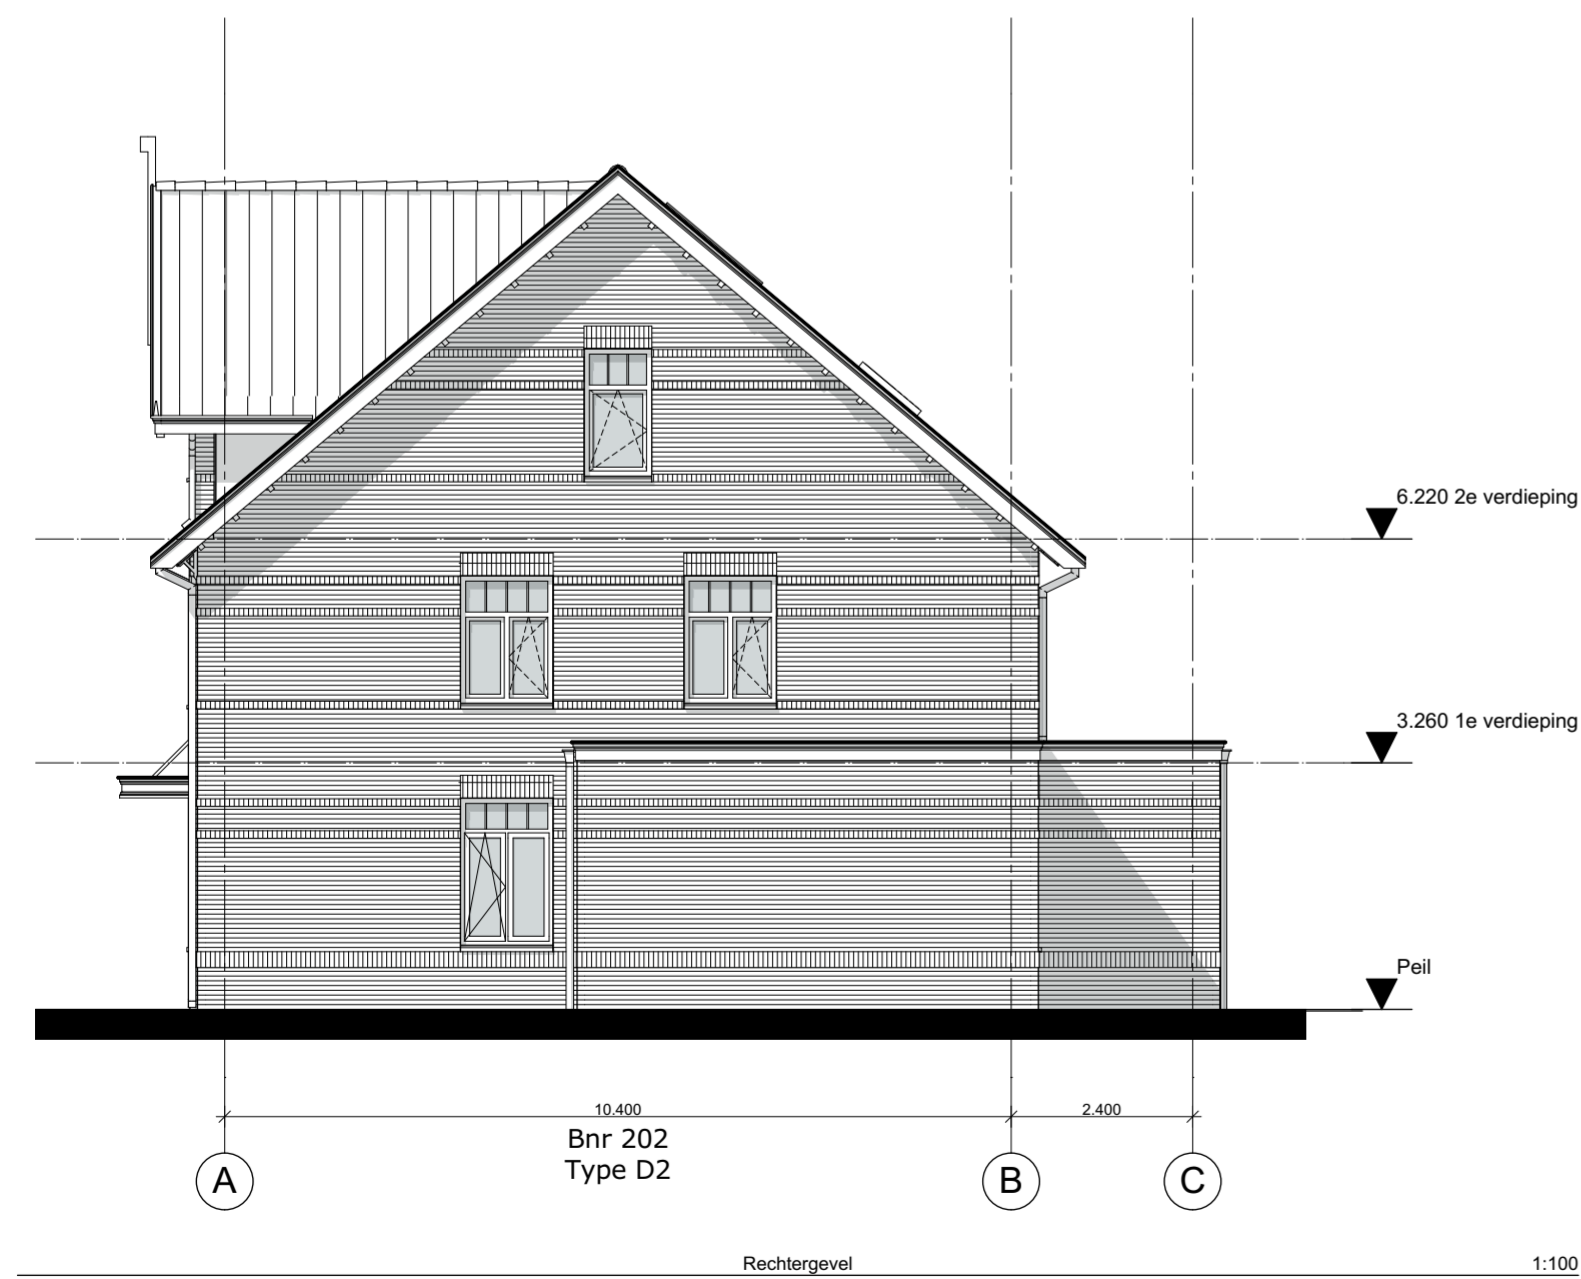 6.220 2e verdieping
3.260 1e verdieping
Peil
10.400
2.400
Bnr 202
Type D2
A
B
C
Rechtergevel
1:100